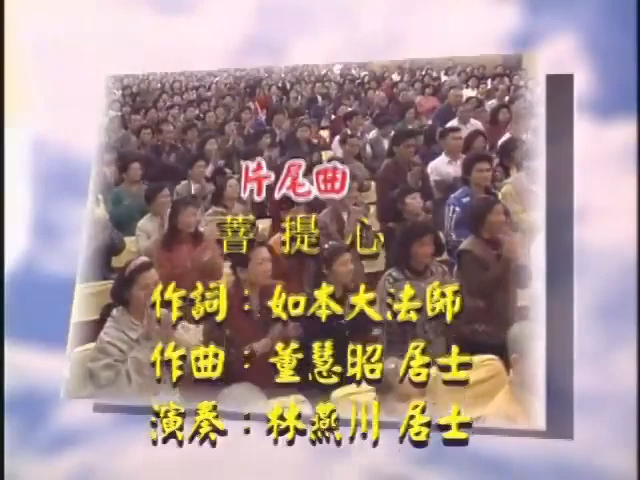 片尾曲
菩提心
作詞：如本大法師
作曲：董慧昭 居士
演奏：林燕川 居士